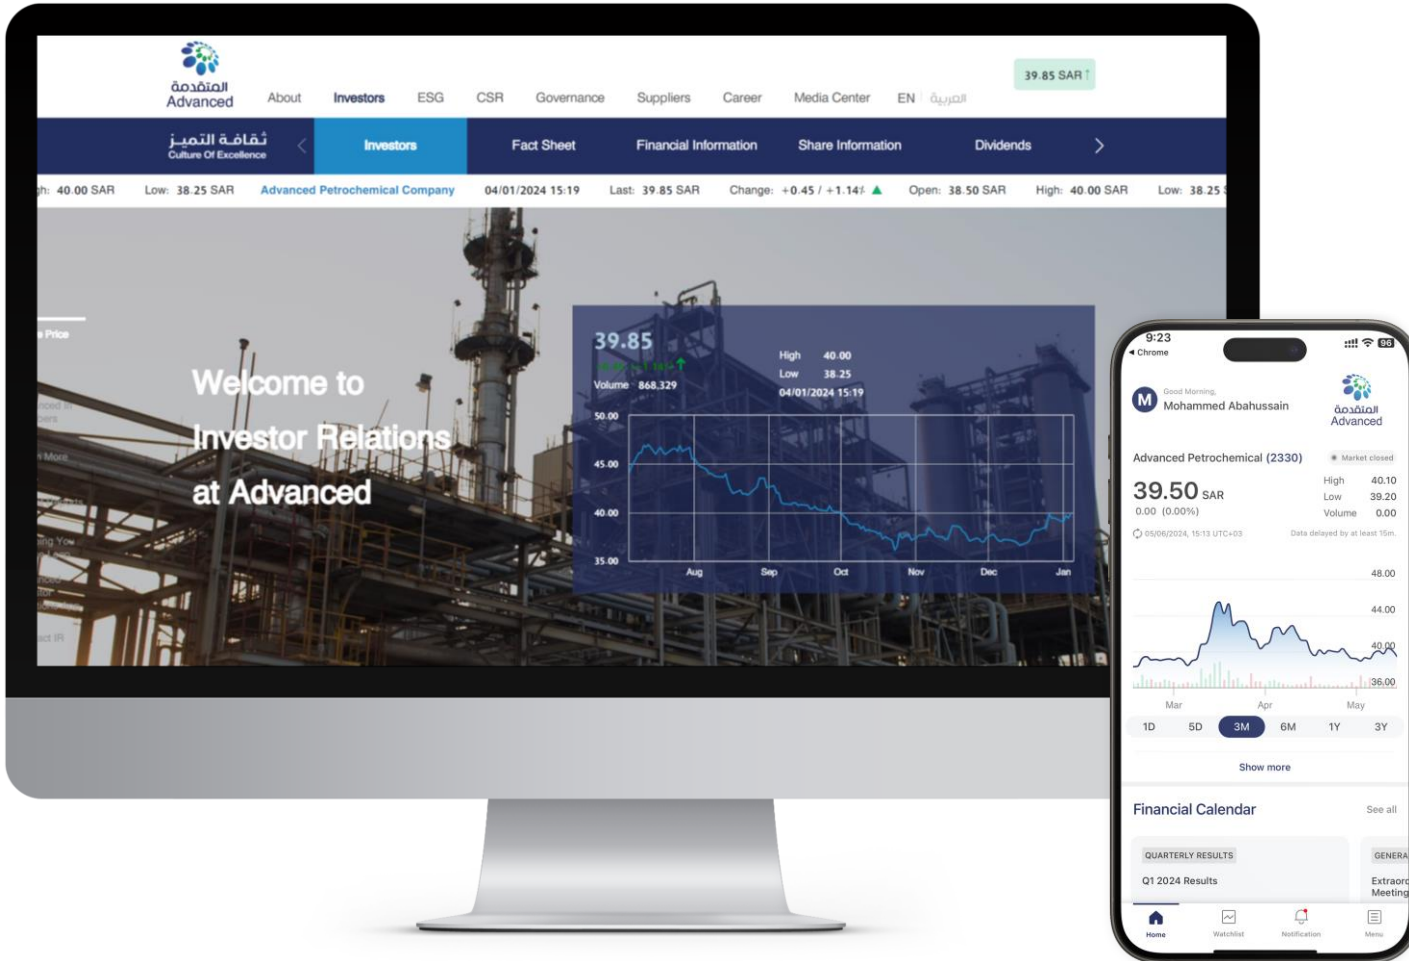 المتقدمة
Advanced
About
Investors
ESG
CSR
Governance
Suppliers
Career
Media Center
EN
العربية
39.85 SAR
ثقافة التميز
Culture Of Excellence
Investors
Fact Sheet
Financial Information
Share Information
Dividends
40.00 SAR Low: 38.25 SAR Advanced Petrochemical Company 04/01/2024 15:19 Last: 39.85 SAR Change: +0.45 / +1.14% Open: 38.50 SAR High: 40.00 SAR Low: 38.25
Price
Welcome to
Investor Relations
at Advanced
More
39.85
Volume 868,329
High 40.00
Low 38.25
04/01/2024 15:19
50.00
45.00
40.00
35.00
Aug Sep Oct Nov Dec Jan
9:23
96
Chrome
M
Good Morning,
Mohammed Abahussain
المتقدمة
Advanced
Advanced Petrochemical (2330)
Market closed
39.50 SAR
0.00 (0.00%)
High 40.10
Low 39.20
Volume 0.00
05/06/2024, 15:13 UTC+03
Data delayed by at least 15m.
48.00
44.00
40.00
36.00
Mar Apr May
1D 5D 3M 6M 1Y 3Y
Show more
Financial Calendar
See all
QUARTERLY RESULTS
Q1 2024 Results
GENERA
Extraord
Meeting
Home
Watchlist
Notification
Menu